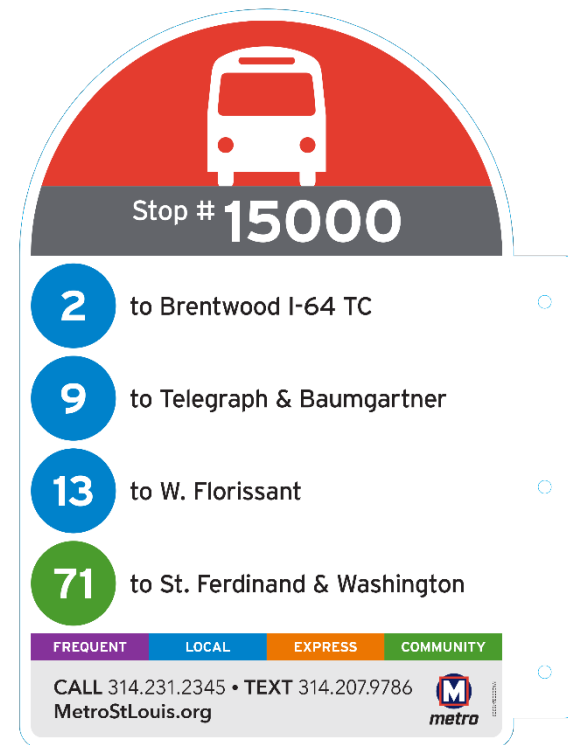 Stop # 15000
2 to Brentwood I-64 TC
9 to Telegraph & Baumgartner
13 to W. Florissant
71 to St. Ferdinand & Washington
FREQUENT LOCAL EXPRESS COMMUNITY
CALL 314.231.2345 • TEXT 314.207.9786
MetroStLouis.org
M
metro